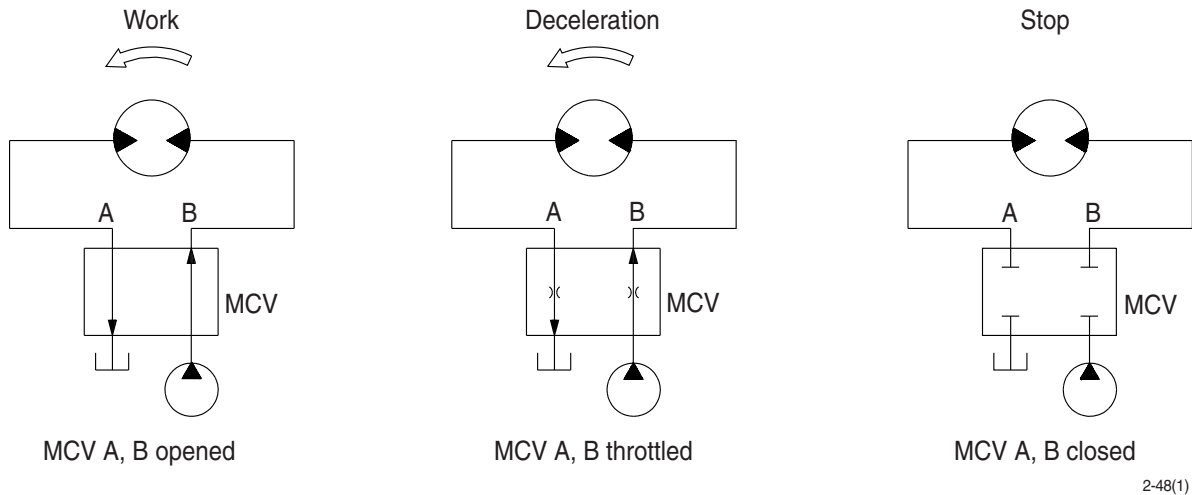 Work
Deceleration
Stop
A B
A B
A B
MCV
MCV
MCV
MCV A, B opened
MCV A, B throttled
MCV A, B closed
2-48(1)